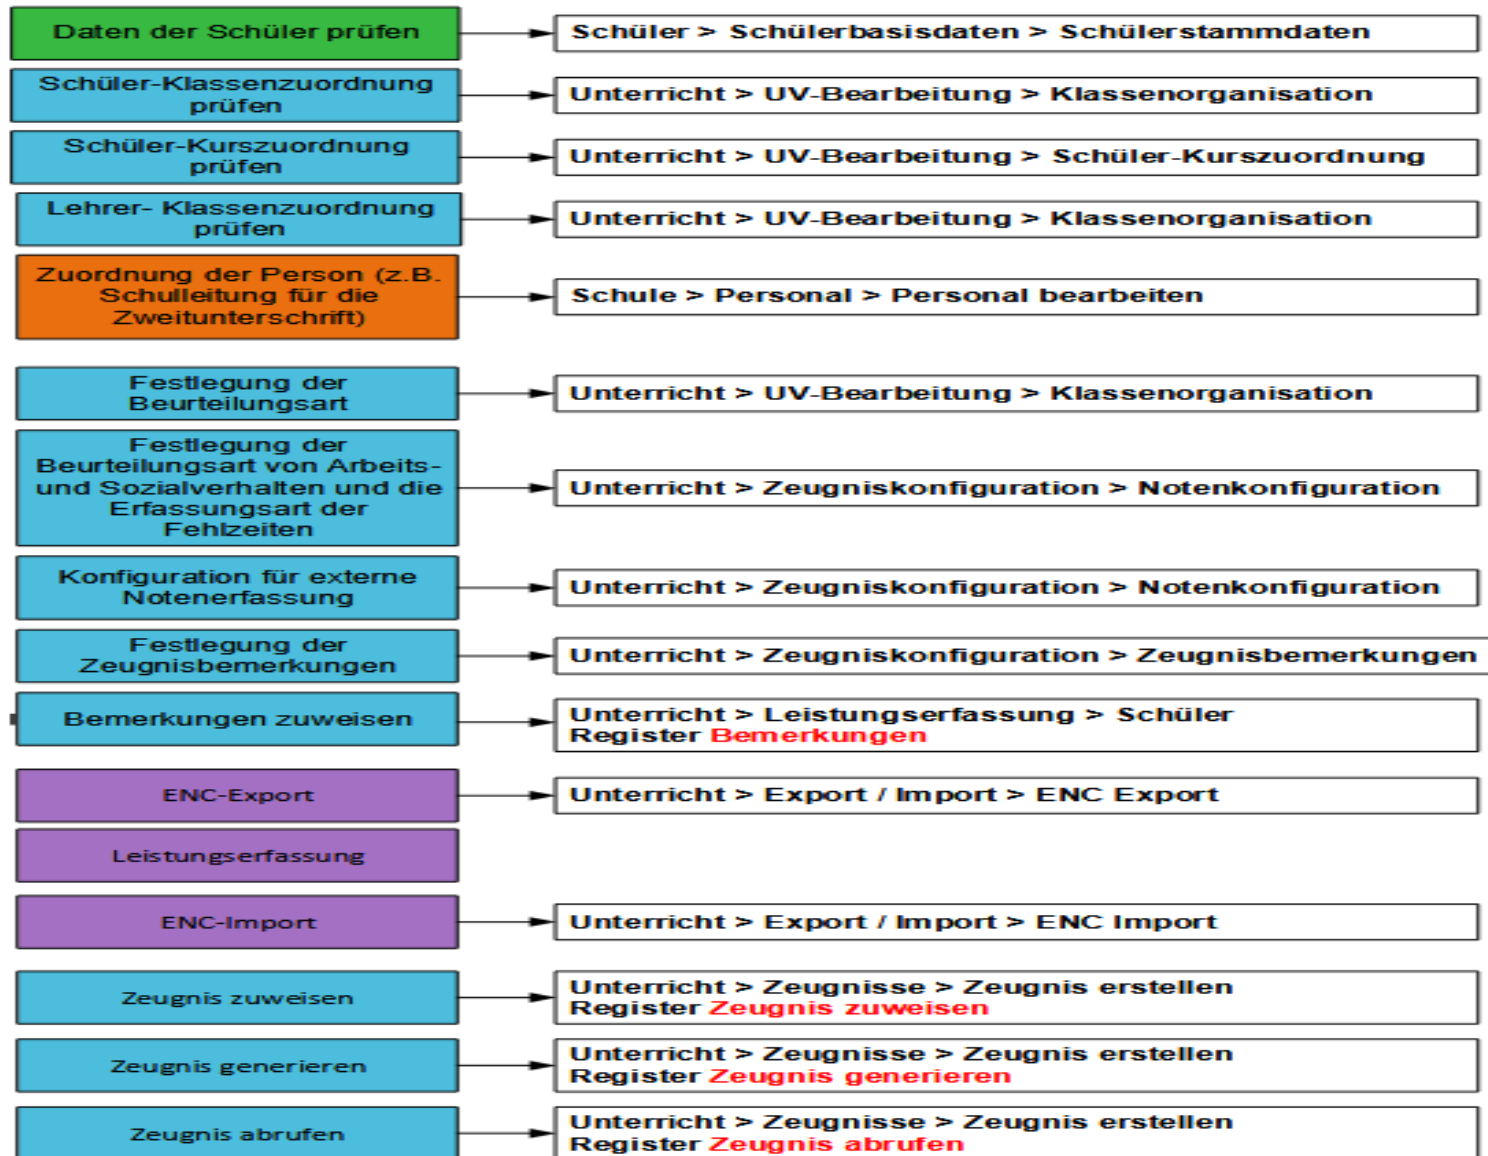 Daten der Schüler prüfen
Schüler > Schülerbasisdaten > Schülerstammdaten
Schüler-Klassenzuordnung
prüfen
Unterricht > UV-Bearbeitung > Klassenorganisation
Schüler-Kurszuordnung
prüfen
Unterricht > UV-Bearbeitung > Schüler-Kurszuordnung
Lehrer- Klassenzuordnung
prüfen
Unterricht > UV-Bearbeitung > Klassenorganisation
Zuordnung der Person (z.B.
Schulleitung für die
Zweitunterschrift)
Schule > Personal > Personal bearbeiten
Festlegung der
Beurteilungsart
Unterricht > UV-Bearbeitung > Klassenorganisation
Festlegung der
Beurteilungsart von Arbeits-
und Sozialverhalten und die
Erfassungsart der
Fehlzeiten
Unterricht > Zeugniskonfiguration > Notenkonfiguration
Konfiguration für externe
Notenerfassung
Unterricht > Zeugniskonfiguration > Notenkonfiguration
Festlegung der
Zeugnisbemerkungen
Unterricht > Zeugniskonfiguration > Zeugnisbemerkungen
Bemerkungen zuweisen
Unterricht > Leistungserfassung > Schüler
Register Bemerkungen
ENC-Export
Unterricht > Export / Import > ENC Export
Leistungserfassung
ENC-Import
Unterricht > Export / Import > ENC Import
Zeugnis zuweisen
Unterricht > Zeugnisse > Zeugnis erstellen
Register Zeugnis zuweisen
Zeugnis generieren
Unterricht > Zeugnisse > Zeugnis erstellen
Register Zeugnis generieren
Zeugnis abrufen
Unterricht > Zeugnisse > Zeugnis erstellen
Register Zeugnis abrufen